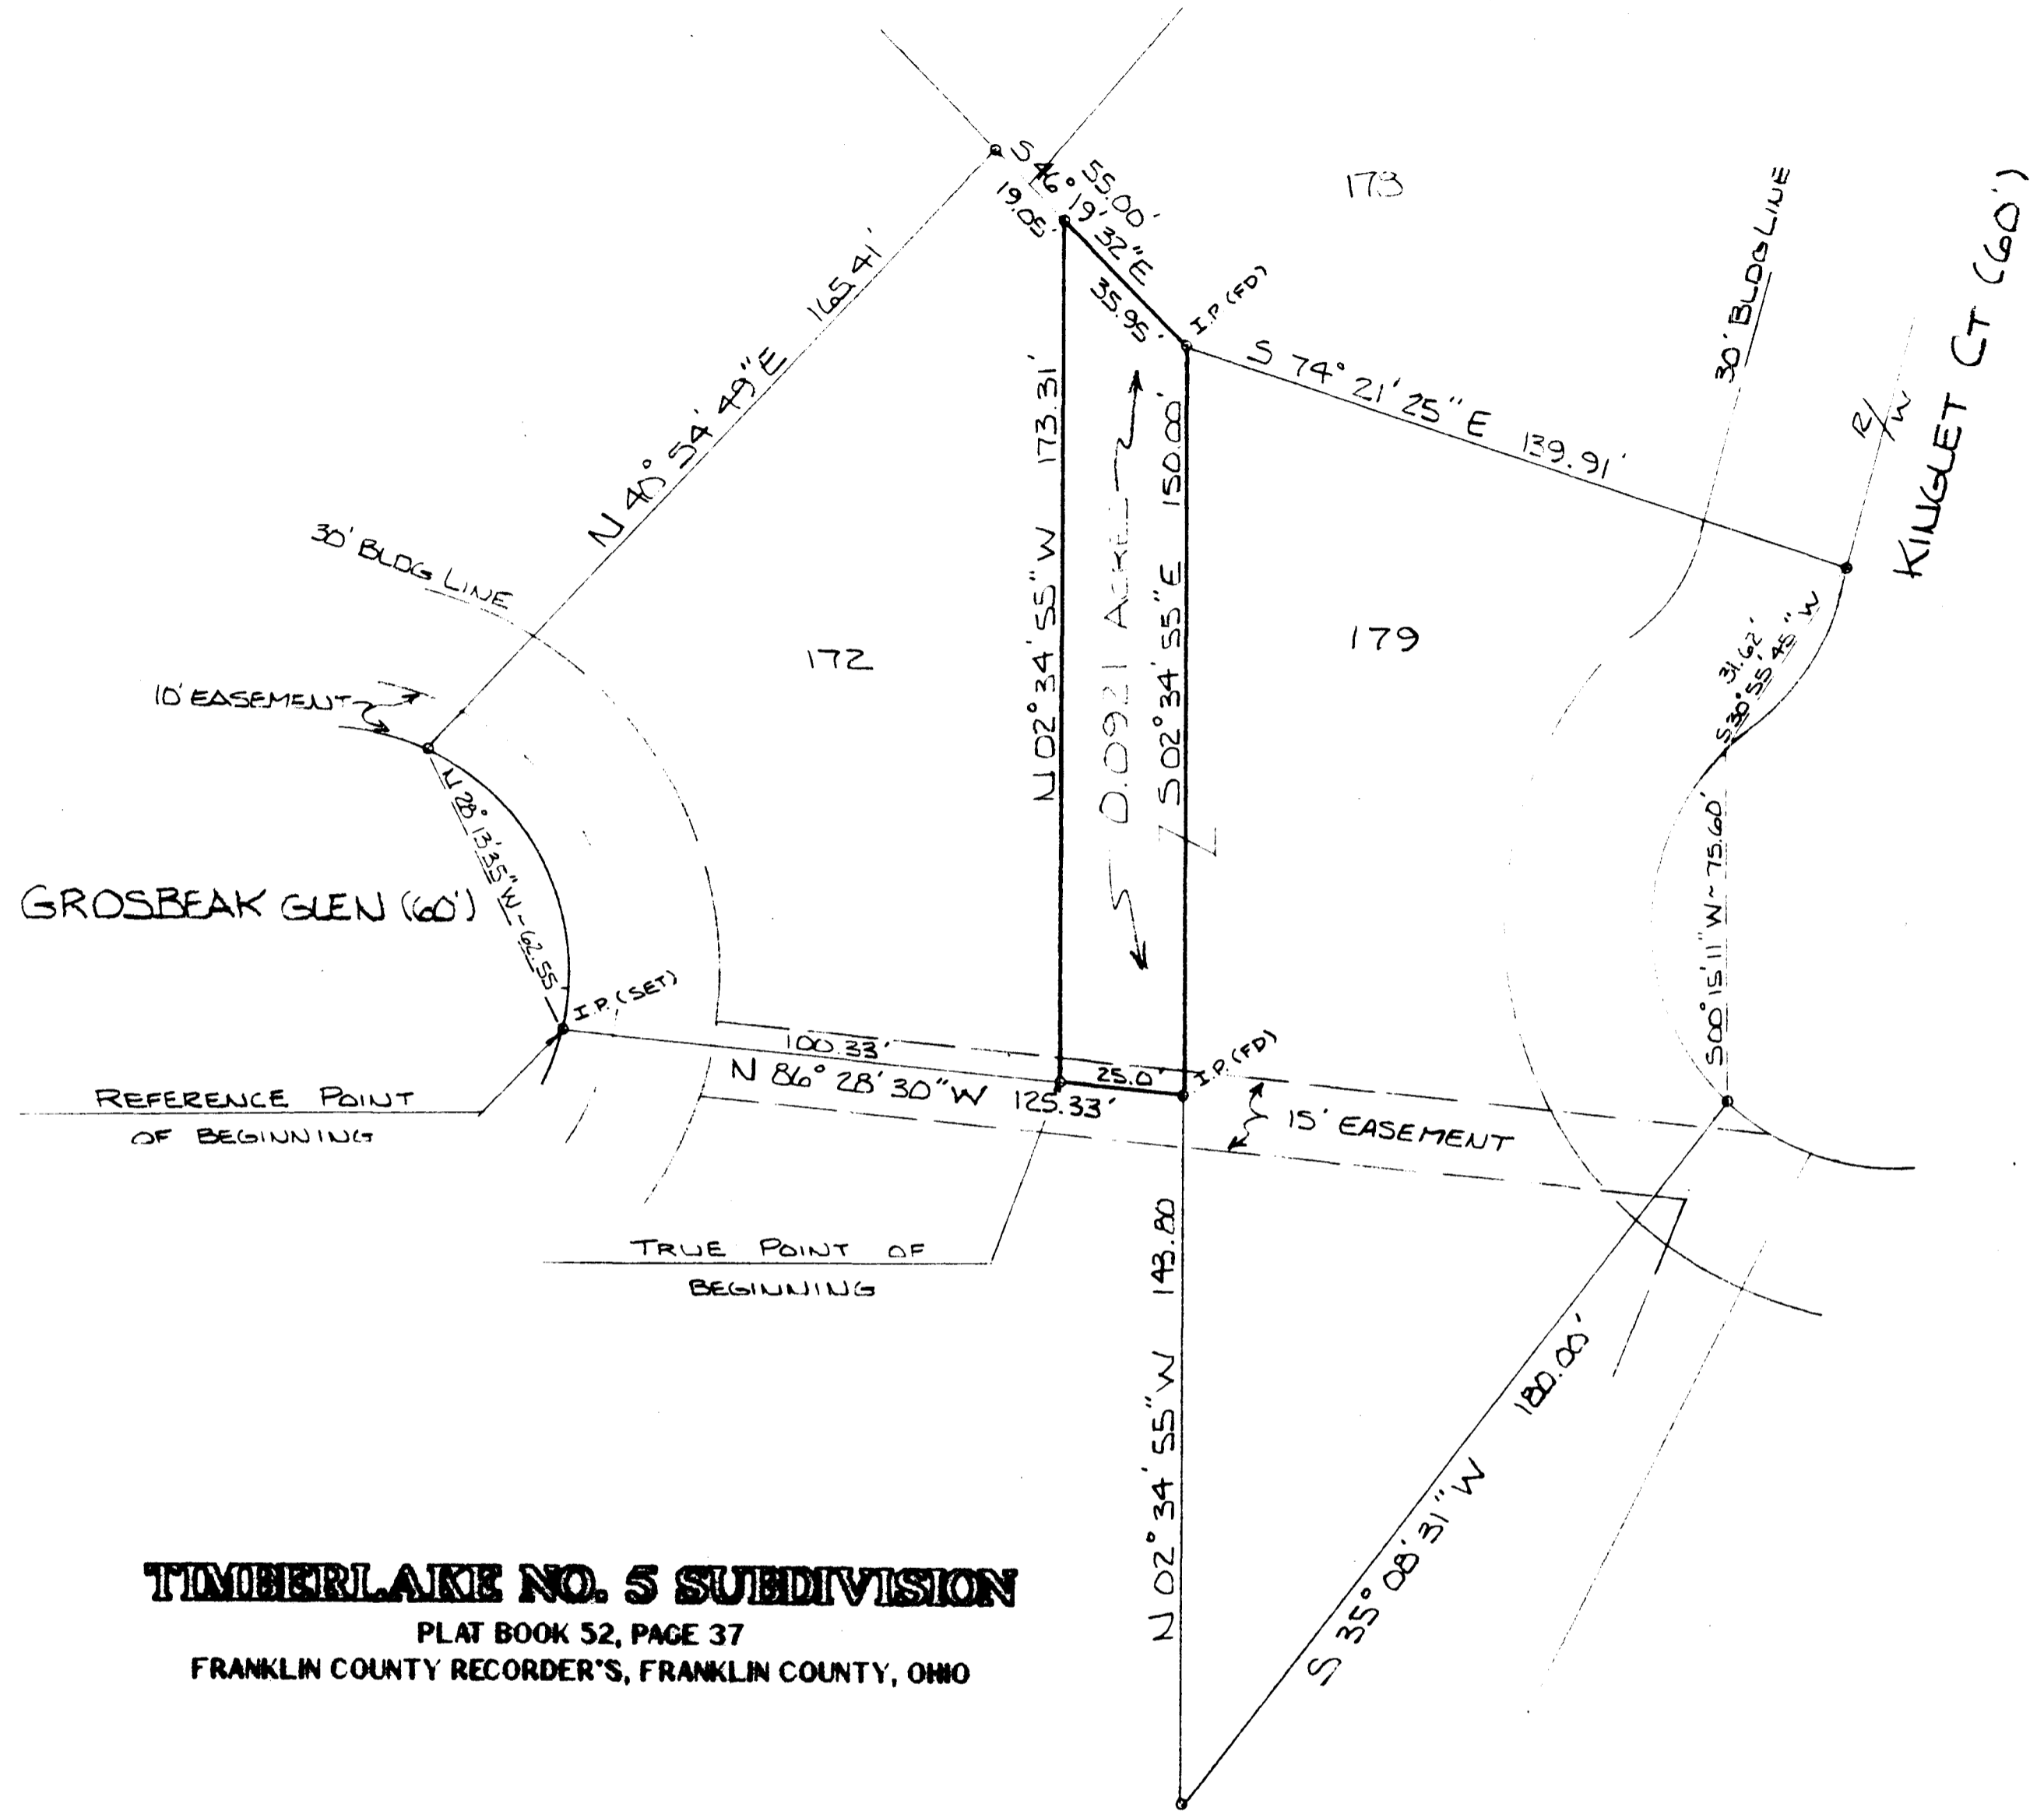 S 46° 19' 32" E
55.00'
19.05'
35.95'
173
I.P. (FD)
30' BLDG LINE
R/W
KINGLET CT (60')
N 40° 54' 49" E 165.41'
S 74° 21' 25" E 139.91'
N 02° 34' 55" W 173.31'
0.0921 ACRE
S 02° 34' 55" E 150.00'
30' BLDG LINE
172
179
10' EASEMENT
31.62'
S 30° 55' 45" W
N 28° 13' 35" W ~ 62.55'
GROSBEAK GLEN (60')
S00° 15' 11" W ~ 75.60'
I.P. (SET)
100.33'
N 86° 28' 30" W 125.33'
25.0'
I.P. (FD)
REFERENCE POINT
OF BEGINNING
15' EASEMENT
TRUE POINT OF
BEGINNING
N 02° 34' 55" W 143.80
S 35° 08' 31" W 180.00'
TIMBERLAKE NO. 5 SUBDIVISION
PLAT BOOK 52, PAGE 37
FRANKLIN COUNTY RECORDER'S, FRANKLIN COUNTY, OHIO